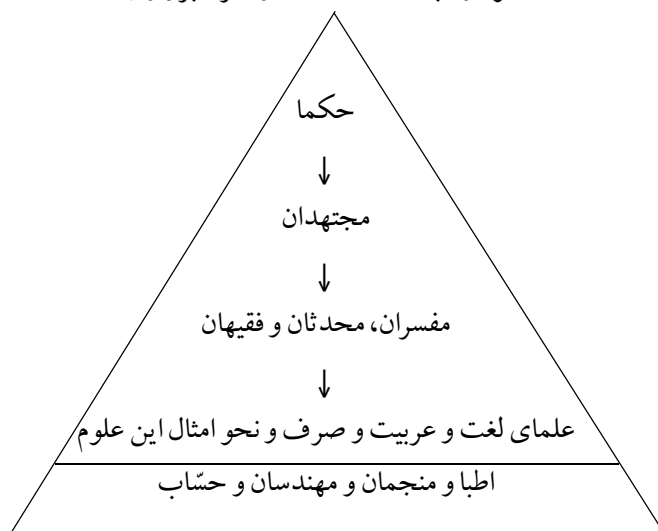 حکما
↓
مجتهدان
↓
مفسران، محدثان و فقیهان
↓
علمای لغت و عربیت و صرف و نحو امثال این علوم
اطبا و منجمان و مهندسان و حسّاب